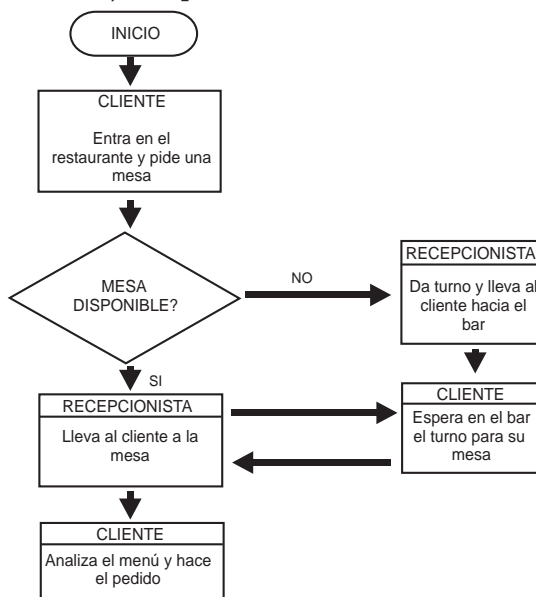 INICIO
CLIENTE
Entra en el
restaurante y pide una
mesa
MESA
DISPONIBLE?
NO
RECEPCIONISTA
Da turno y lleva al
cliente hacia el
bar
SI
RECEPCIONISTA
Lleva al cliente a la
mesa
CLIENTE
Espera en el bar
el turno para su
mesa
CLIENTE
Analiza el menú y hace
el pedido